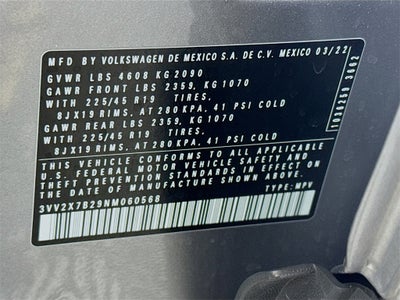 MFD. BY VOLKSWAGEN DE MEXICO S.A. DE C.V. MEXICO 03/22
GVWR LBS 4608 KG 2090
GAWR FRONT LBS 2359, KG 1070
WITH 225/45 R19 TIRES.
8JX19 RIMS, AT 280 KPA, 41 PSI COLD
GAWR REAR LBS 2359, KG 1070
WITH 225/45 R19 TIRES.
8JX19 RIMS, AT 280 KPA, 41 PSI COLD
THIS VEHICLE CONFORMS TO ALL APPLICABLE
U.S. FEDERAL MOTOR VEHICLE SAFETY AND
THEFT PREVENTION STANDARDS IN EFFECT ON
THE DATE OF MANUFACTURE SHOWN ABOVE.
3VV2X7B29NM060568 TYPE: MPV